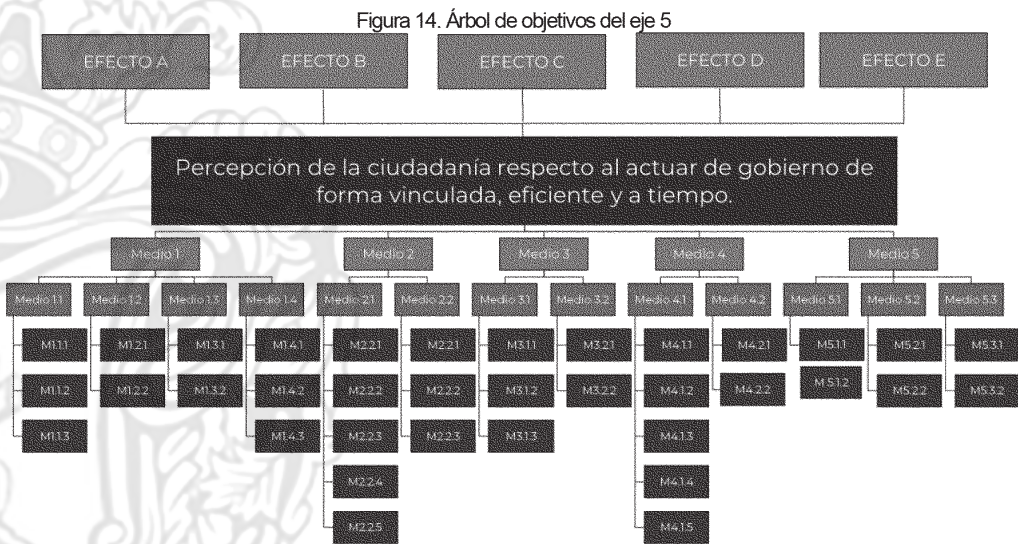 Figura 14. Árbol de objetivos del eje 5
EFECTO A EFECTO B EFECTO C EFECTO D EFECTO E
Percepción de la ciudadanía respecto al actuar de gobierno de
forma vinculada, eficiente y a tiempo.
Medio 1 Medio 2 Medio 3 Medio 4 Medio 5
Medio 1.1 Medio 1.2 Medio 1.3 Medio 1.4 Medio 2.1 Medio 2.2 Medio 3.1 Medio 3.2 Medio 4.1 Medio 4.2 Medio 5.1 Medio 5.2 Medio 5.3
M1.1.1 M1.2.1 M1.3.1 M1.4.1 M2.2.1 M2.2.1 M3.1.1 M3.2.1 M4.1.1 M4.2.1 M5.1.1 M5.2.1 M5.3.1
M1.1.2 M1.2.2 M1.3.2 M1.4.2 M2.2.2 M2.2.2 M3.1.2 M3.2.2 M4.1.2 M4.2.2 M 5.1.2 M5.2.2 M5.3.2
M1.1.3 M1.4.3 M2.2.3 M2.2.3 M3.1.3 M4.1.3
M2.2.4 M4.1.4
M2.2.5 M4.1.5